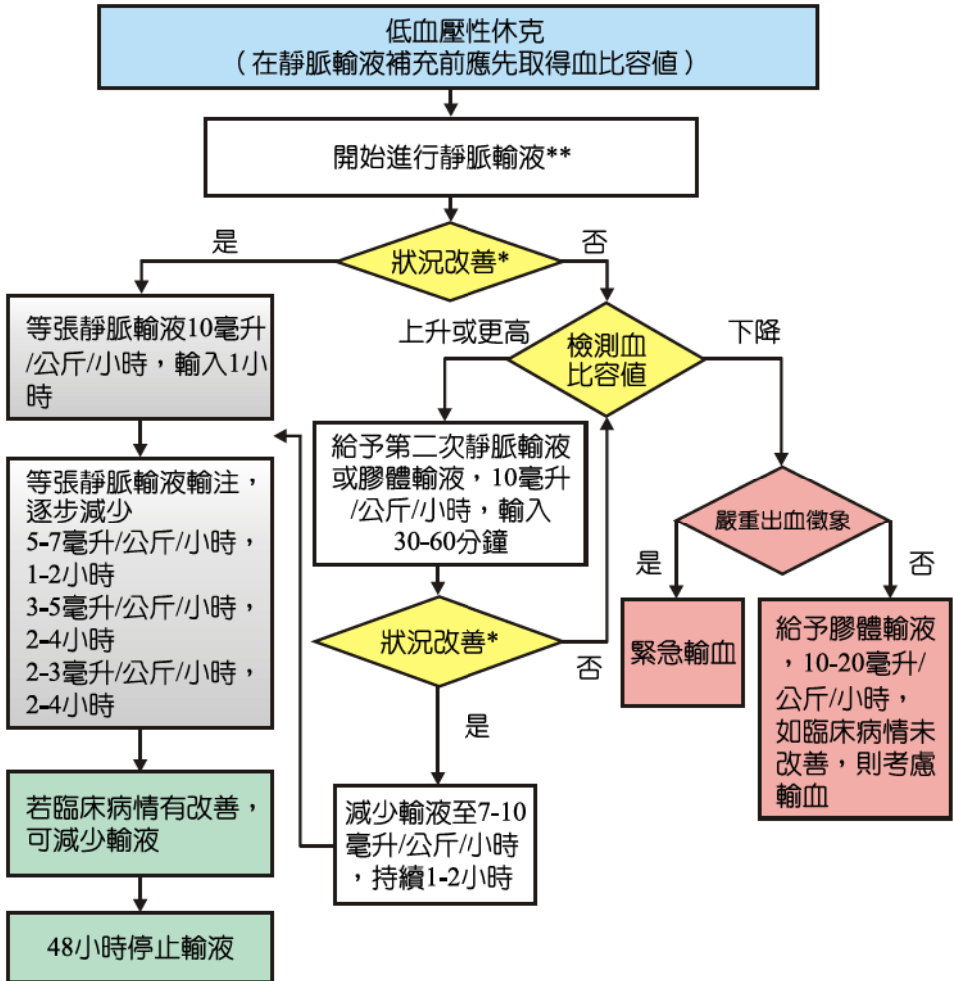 低血壓性休克
（在靜脈輸液補充前應先取得血比容值）
開始進行靜脈輸液**
狀況改善*
是
否
等張靜脈輸液10毫升
/公斤/小時，輸入1小
時
等張靜脈輸液輸注，
逐步減少
5-7毫升/公斤/小時，
1-2小時
3-5毫升/公斤/小時，
2-4小時
2-3毫升/公斤/小時，
2-4小時
若臨床病情有改善，
可減少輸液
48小時停止輸液
檢測血
比容值
上升或更高
下降
給予第二次靜脈輸液
或膠體輸液，10毫升
/公斤/小時，輸入
30-60分鐘
狀況改善*
否
是
減少輸液至7-10
毫升/公斤/小時
，持續1-2小時
嚴重出血徵象
是
否
緊急輸血
給予膠體輸液
，10-20毫升/
公斤/小時，
如臨床病情未
改善，則考慮
輸血